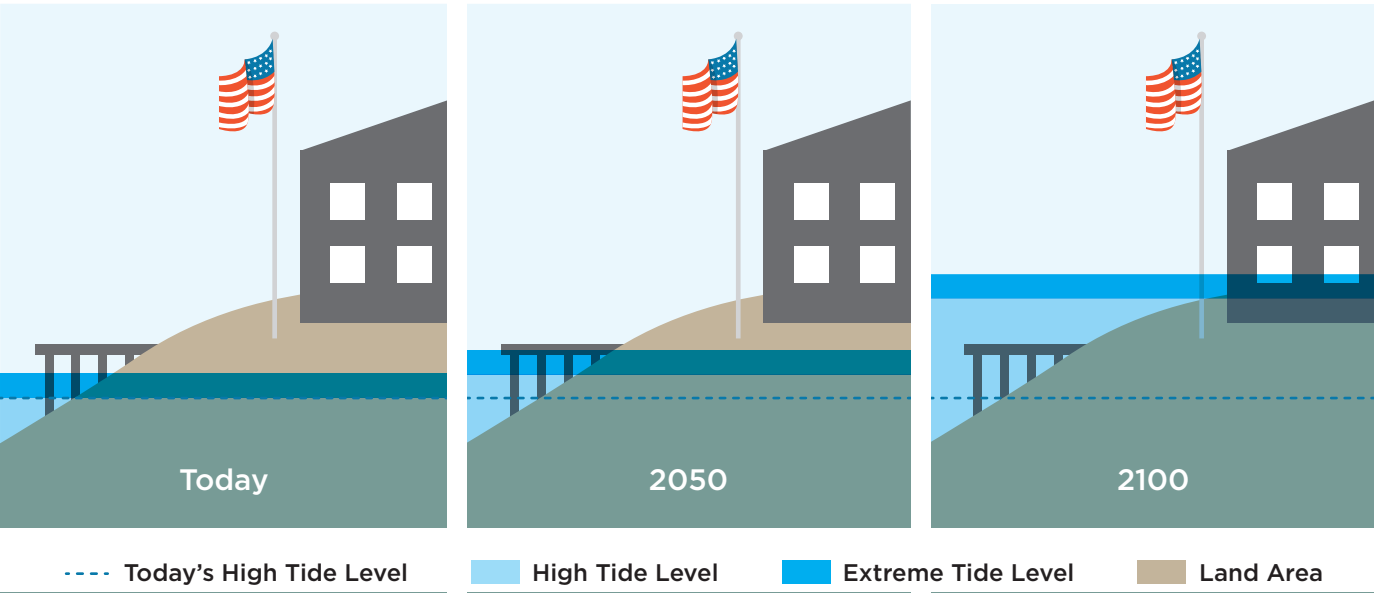 Today
2050
2100
Today's High Tide Level
High Tide Level
Extreme Tide Level
Land Area